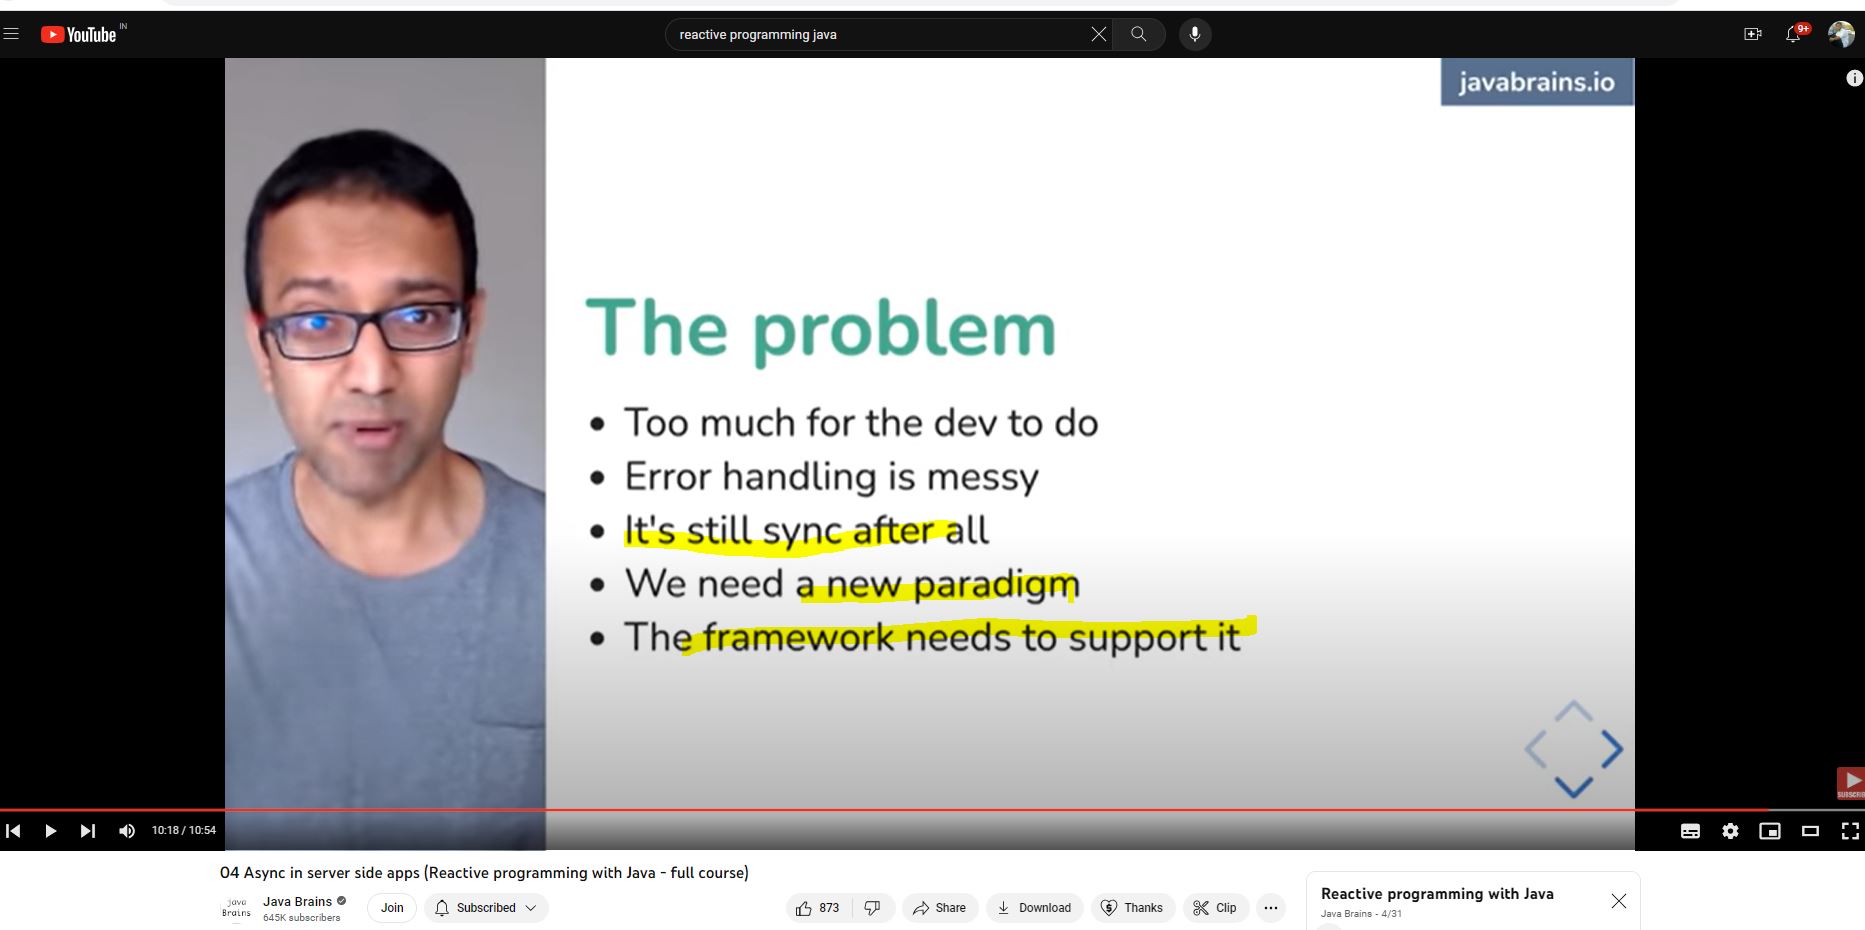 YouTube IN
reactive programming java
9+
javabrains.io
The problem
Too much for the dev to do
Error handling is messy
It's still sync after all
We need a new paradigm
The framework needs to support it
SUBSCRIB
10:18 / 10:54
04 Async in server side apps (Reactive programming with Java - full course)
java
Brains
Java Brains
645K subscribers
Join
Subscribed
873
Share
Download
Thanks
Clip
Reactive programming with Java
Java Brains - 4/31